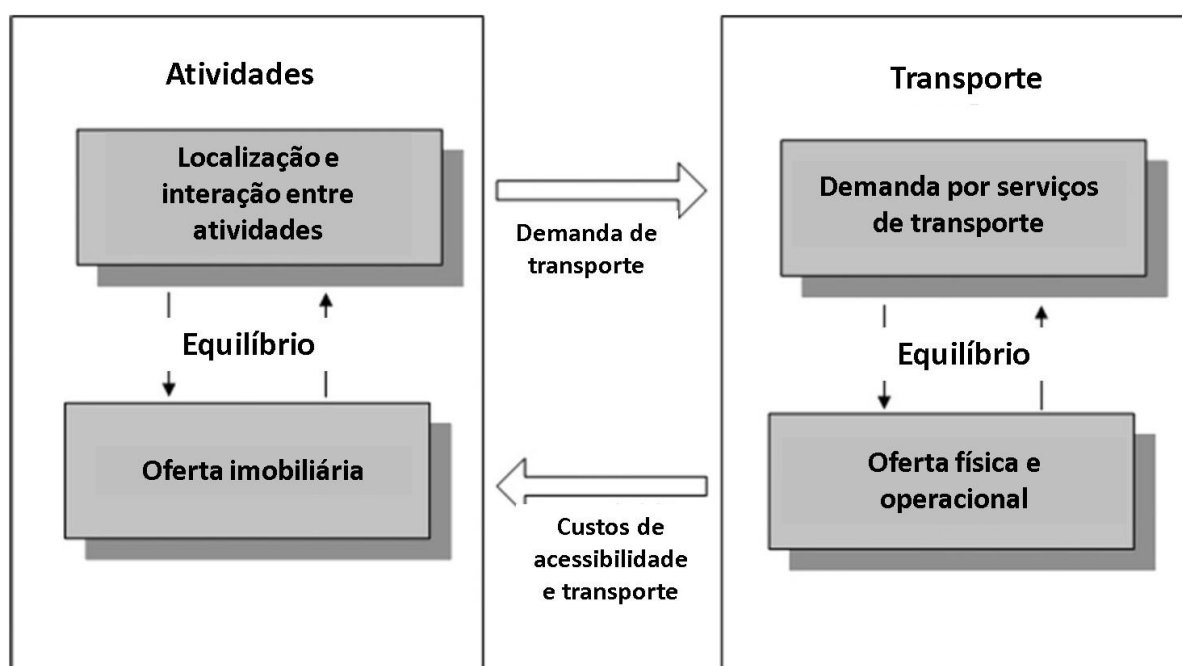 Atividades
Localização e
interação entre
atividades
Equilíbrio
Oferta imobiliária
Demanda de
transporte
Custos de
acessibilidade
e transporte
Transporte
Demanda por serviços
de transporte
Equilíbrio
Oferta física e
operacional